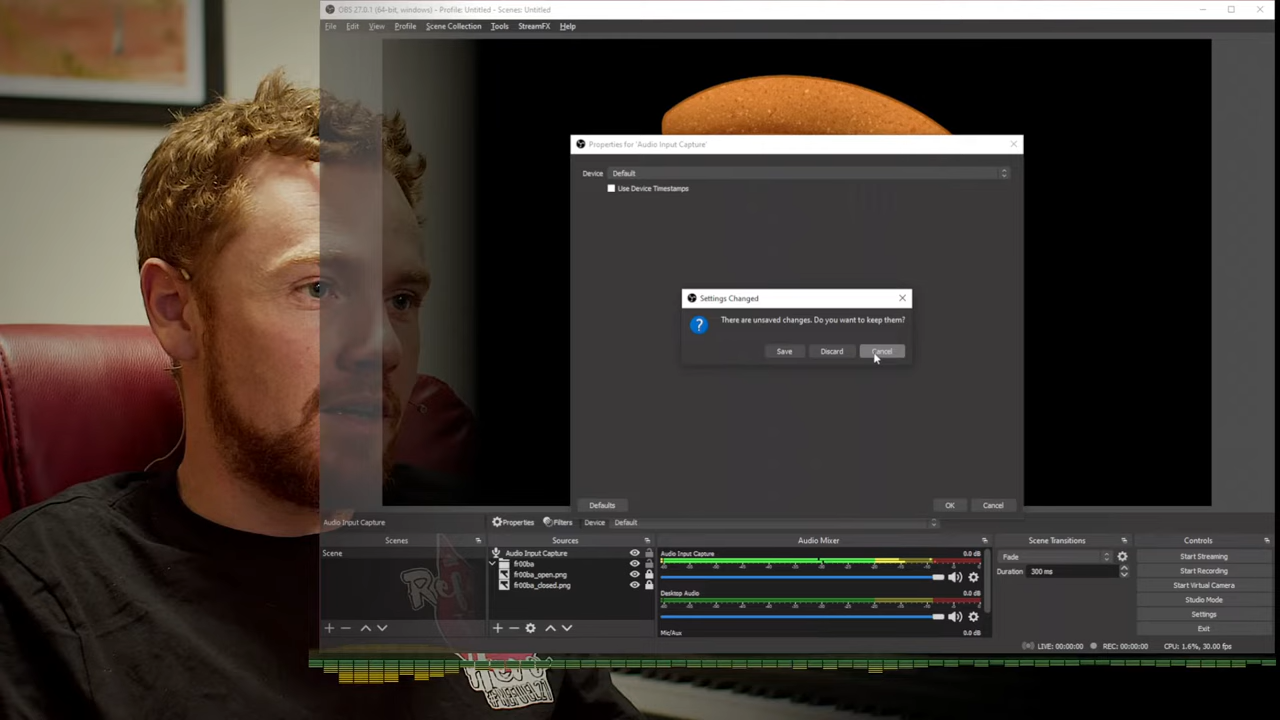 OBS 27.0.1 (64-bit, windows) - Profile: Untitled - Scenes: Untitled
File Edit View Profile Scene Collection Tools StreamFX Help
Properties for 'Audio Input Capture'
Device Default
Use Device Timestamps
Settings Changed
There are unsaved changes. Do you want to keep them?
Save Discard Cancel
Defaults OK Cancel
Audio Input Capture Properties Filters Device Default
Scenes Sources Audio Mixer Scene Transitions Controls
Scene
Audio Input Capture
fr00ba
fr00ba_open.png
fr00ba_closed.png
Audio Input Capture 0.0 dB
Desktop Audio 0.0 dB
Mic/Aux 0.0 dB
Fade
Duration 300 ms
Start Streaming
Start Recording
Start Virtual Camera
Studio Mode
Settings
Exit
LIVE: 00:00:00 REC: 00:00:00 CPU: 1.6%, 30.00 fps